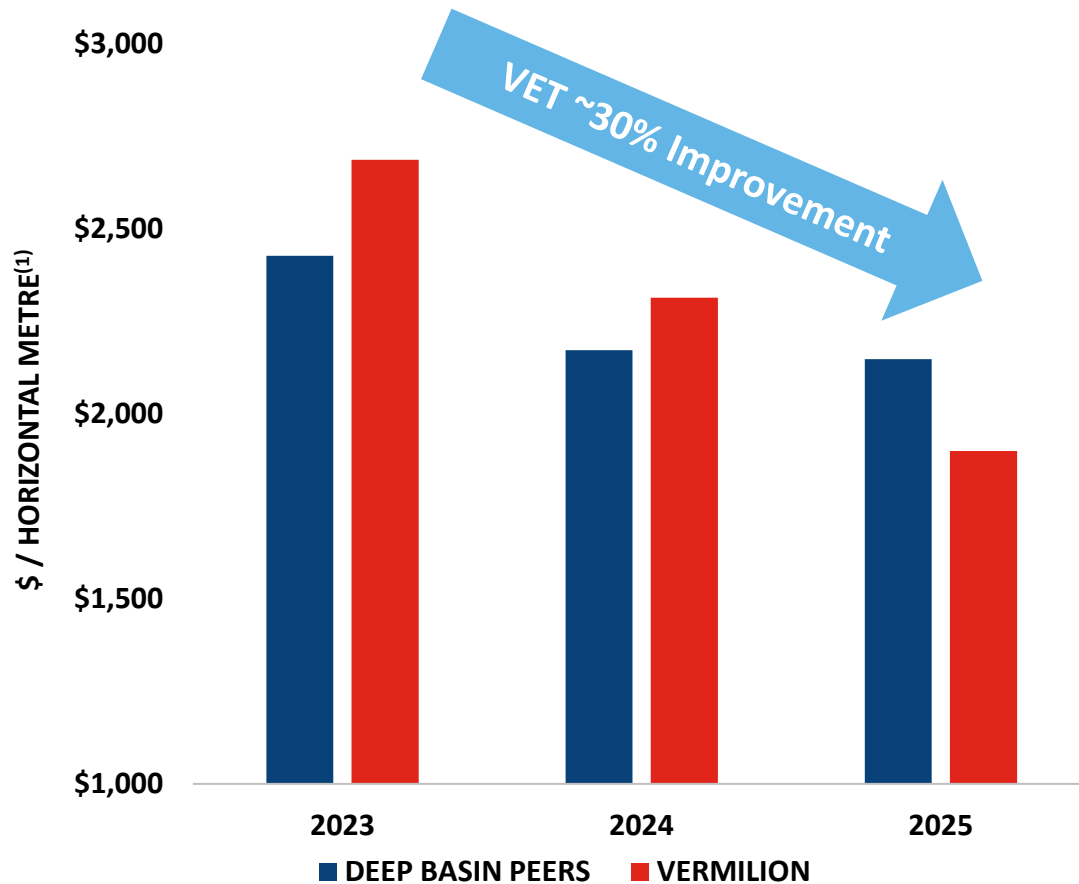 $3,000
$2,500
$2,000
$1,500
$1,000
$ / HORIZONTAL METRE(1)
VET ~30% Improvement
2023
2024
2025
DEEP BASIN PEERS
VERMILION